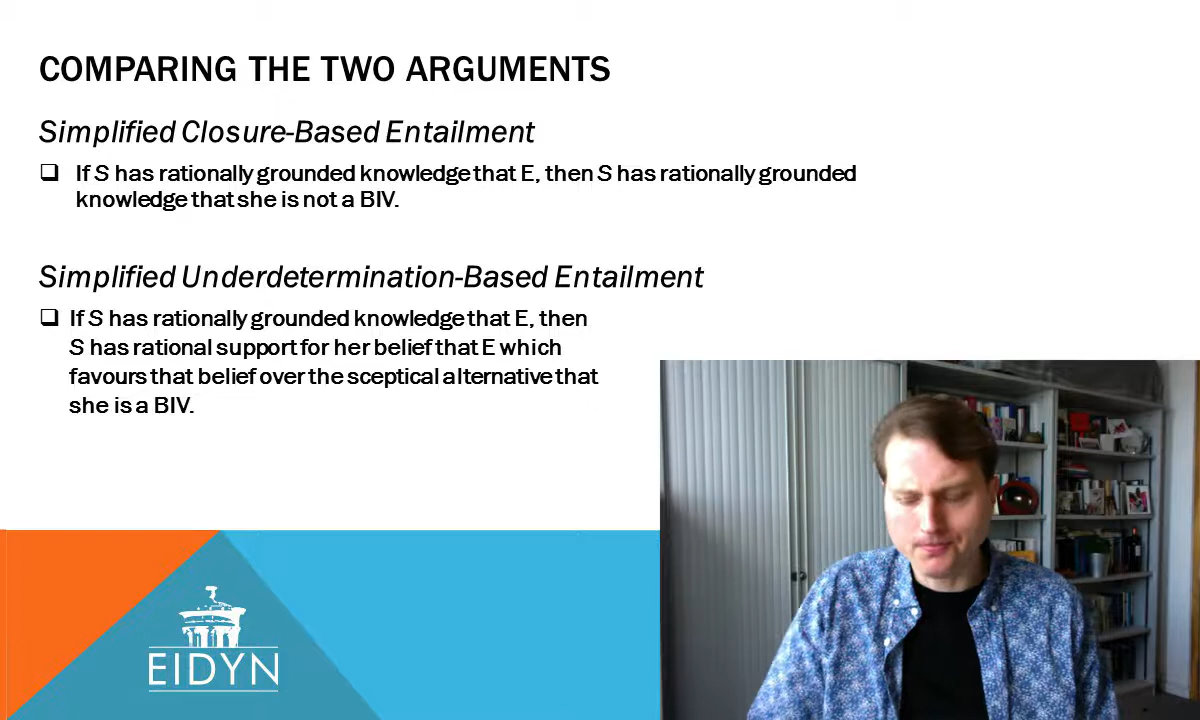 COMPARING THE TWO ARGUMENTS
Simplified Closure-Based Entailment
If S has rationally grounded knowledge that E, then S has rationally grounded
knowledge that she is not a BIV.
Simplified Underdetermination-Based Entailment
If S has rationally grounded knowledge that E, then
S has rational support for her belief that E which
favours that belief over the sceptical alternative that
she is a BIV.
EIDYN